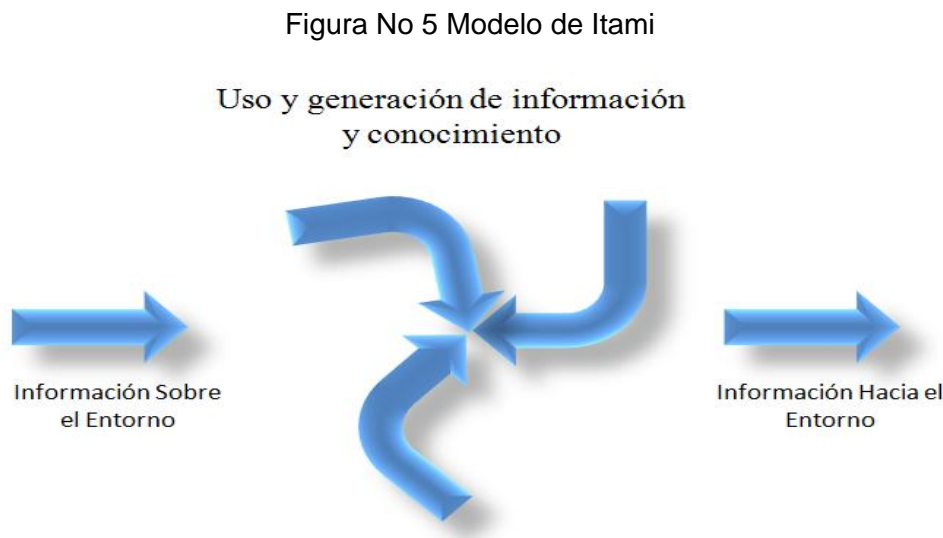 Figura No 5 Modelo de Itami
Uso y generación de información
y conocimiento
Información Sobre
el Entorno
Información Hacia el
Entorno